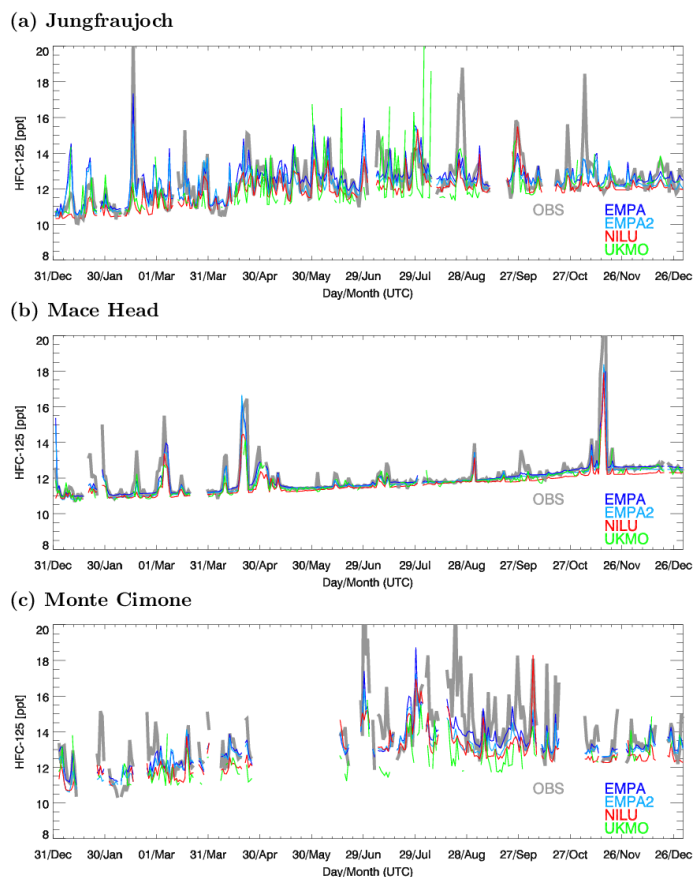 (a) Jungfraujoch
20
18
16
14
12
10
8
HFC-125 [ppt]
OBS
EMPA
EMPA2
NILU
UKMO
31/Dec 30/Jan 01/Mar 31/Mar 30/Apr 30/May 29/Jun 29/Jul 28/Aug 27/Sep 27/Oct 26/Nov 26/Dec
Day/Month (UTC)
(b) Mace Head
20
18
16
14
12
10
8
HFC-125 [ppt]
OBS
EMPA
EMPA2
NILU
UKMO
31/Dec 30/Jan 01/Mar 31/Mar 30/Apr 30/May 29/Jun 29/Jul 28/Aug 27/Sep 27/Oct 26/Nov 26/Dec
Day/Month (UTC)
(c) Monte Cimone
20
18
16
14
12
10
8
HFC-125 [ppt]
OBS
EMPA
EMPA2
NILU
UKMO
31/Dec 30/Jan 01/Mar 31/Mar 30/Apr 30/May 29/Jun 29/Jul 28/Aug 27/Sep 27/Oct 26/Nov 26/Dec
Day/Month (UTC)